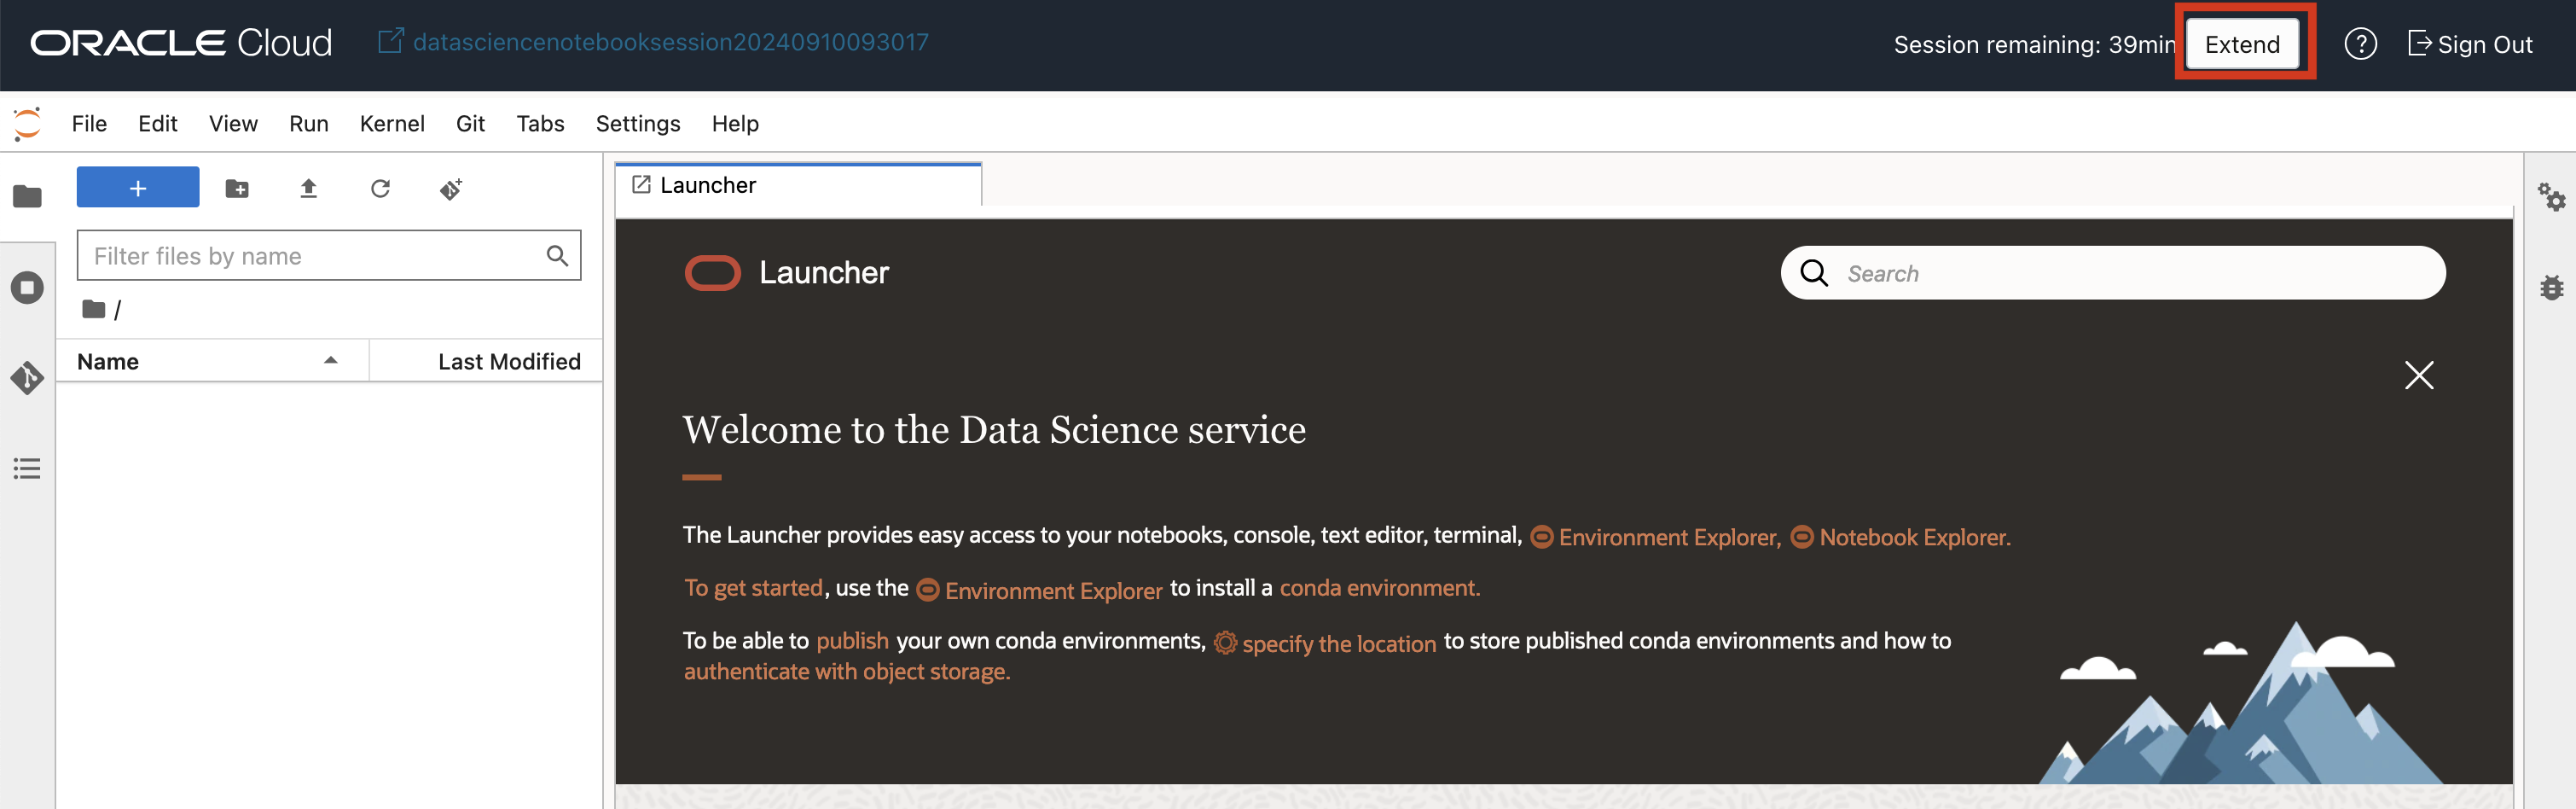 ORACLE Cloud datasciencenotebooksession20240910093017 Session remaining: 39min Extend ? Sign Out
File Edit View Run Kernel Git Tabs Settings Help
+ Launcher
Filter files by name
/
Name Last Modified
Launcher Search
Welcome to the Data Science service
The Launcher provides easy access to your notebooks, console, text editor, terminal, Environment Explorer, Notebook Explorer.
To get started, use the Environment Explorer to install a conda environment.
To be able to publish your own conda environments, specify the location to store published conda environments and how to
authenticate with object storage.